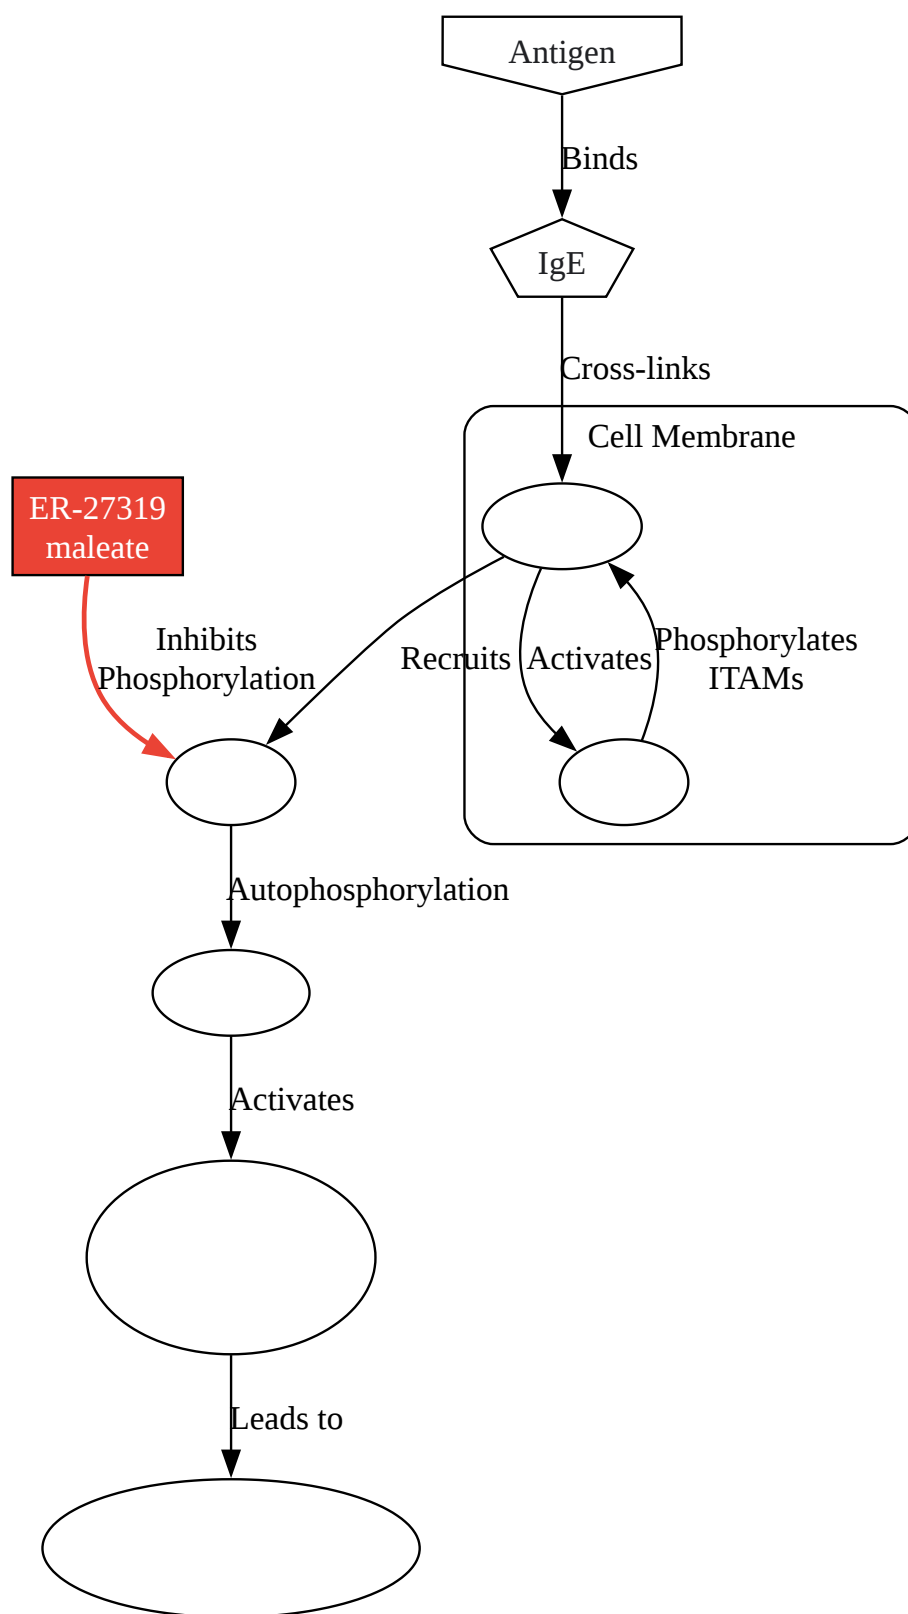 Antigen
Binds
IgE
Cross-links
Cell Membrane
ER-27319
maleate
Inhibits
Phosphorylation
Recruits
Activates
Phosphorylates
ITAMs
Autophosphorylation
Activates
Leads to